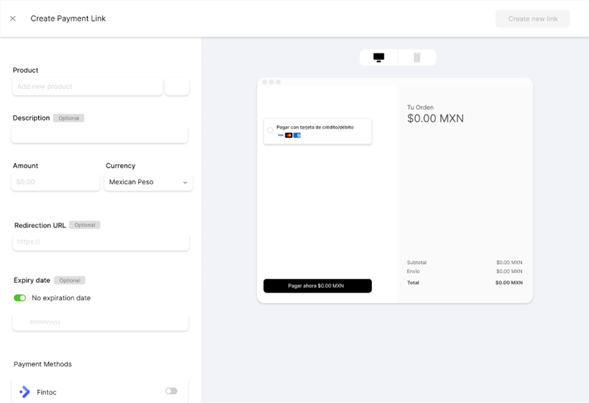 Create Payment Link
Create new link
Product
Add new product
Description Optional
Amount Currency
$0.00 Mexican Peso
Redirection URL Optional
https://
Expiry date Optional
No expiration date
Payment Methods
Fintoc
Pagar con tarjeta de crédito/débito
VISA
Pagar ahora $0.00 MXN
Tu Orden
$0.00 MXN
Subtotal $0.00 MXN
Envío $0.00 MXN
Total $0.00 MXN